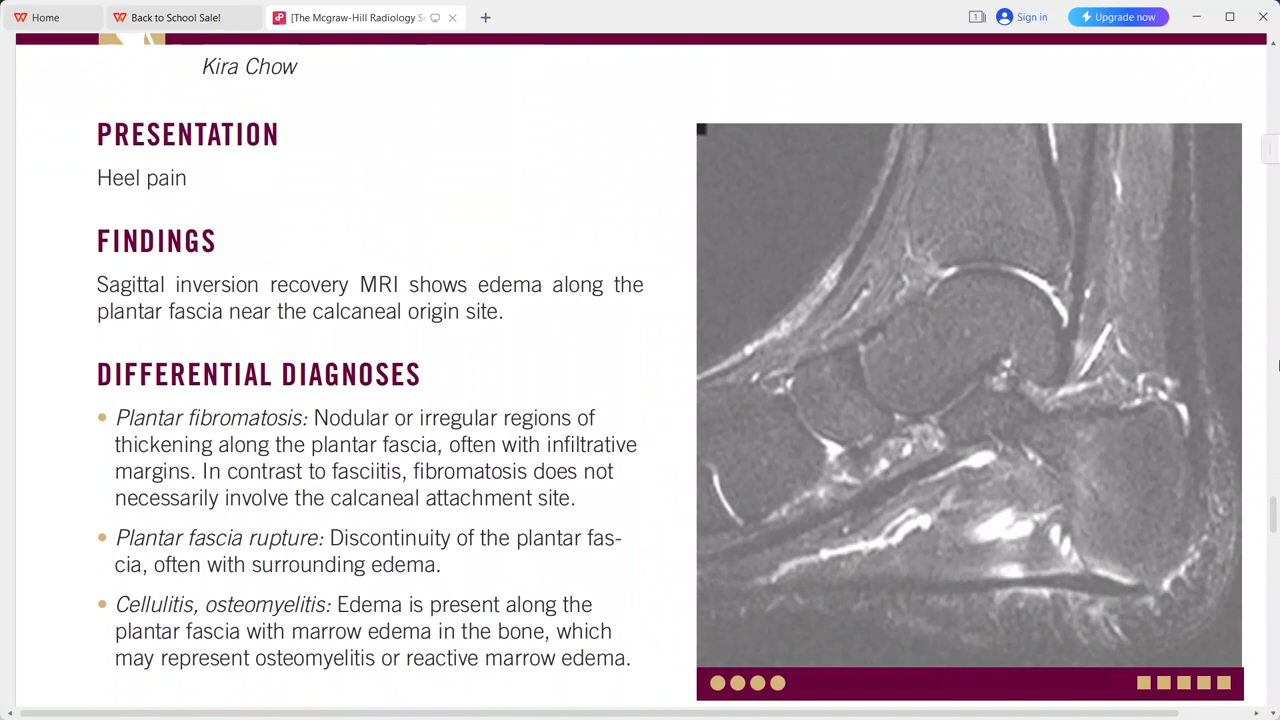 Home
Back to School Sale!
[The Mcgraw-Hill Radiology S
1
Sign in
Upgrade now
Kira Chow
PRESENTATION
Heel pain
FINDINGS
Sagittal inversion recovery MRI shows edema along the
plantar fascia near the calcaneal origin site.
DIFFERENTIAL DIAGNOSES
• Plantar fibromatosis: Nodular or irregular regions of
thickening along the plantar fascia, often with infiltrative
margins. In contrast to fasciitis, fibromatosis does not
necessarily involve the calcaneal attachment site.
• Plantar fascia rupture: Discontinuity of the plantar fas-
cia, often with surrounding edema.
• Cellulitis, osteomyelitis: Edema is present along the
plantar fascia with marrow edema in the bone, which
may represent osteomyelitis or reactive marrow edema.